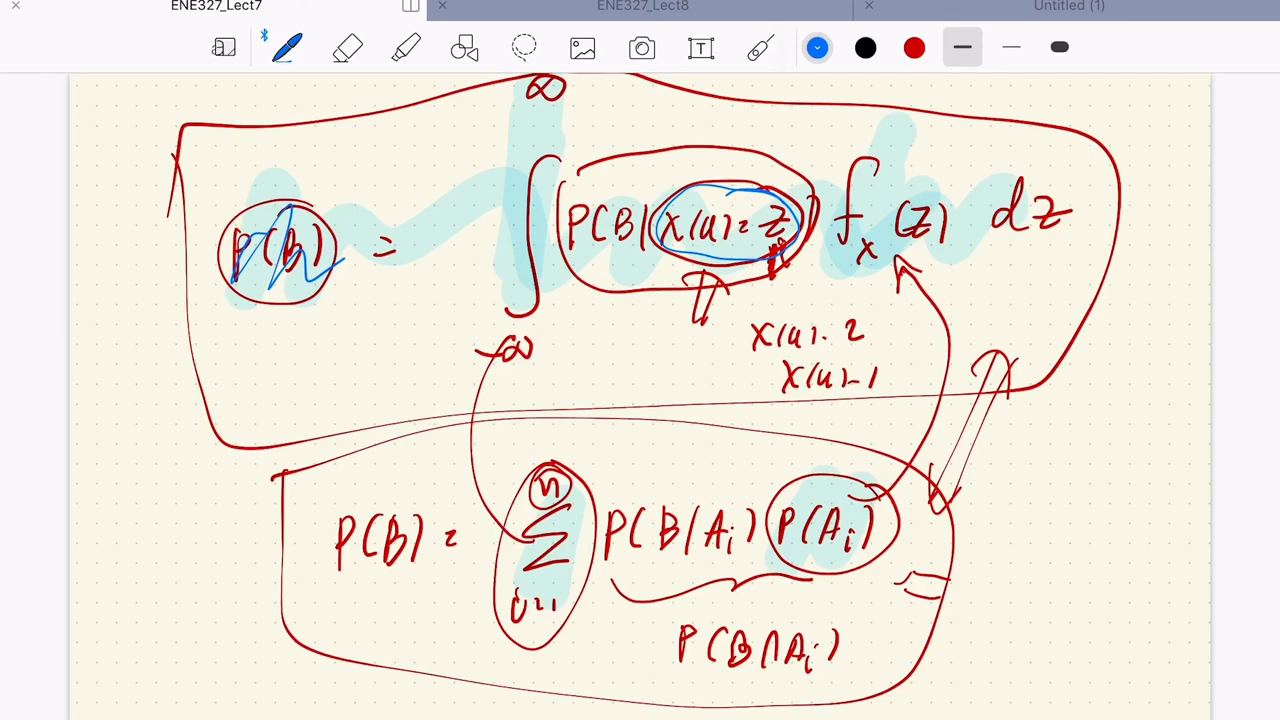 ENE327_Lect7 ENE327_Lect8 Untitled (1)
T
∞
P(B) = ∫ P(B|X(u)=z) f_X (z) dz
-∞
X(u)=2
X(u)=1
n
P(B) = Σ P(B|A_i) P(A_i)
i=1
P(B∩A_i)